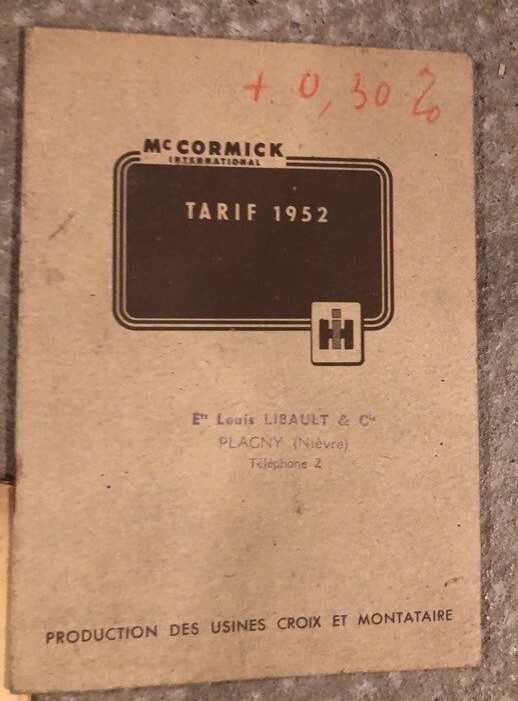 + 0,30 %
McCORMICK
INTERNATIONAL
TARIF 1952
IH
Ets Louis LIBAULT & Cie
PLAGNY (Nièvre)
Téléphone 2
PRODUCTION DES USINES CROIX ET MONTATAIRE